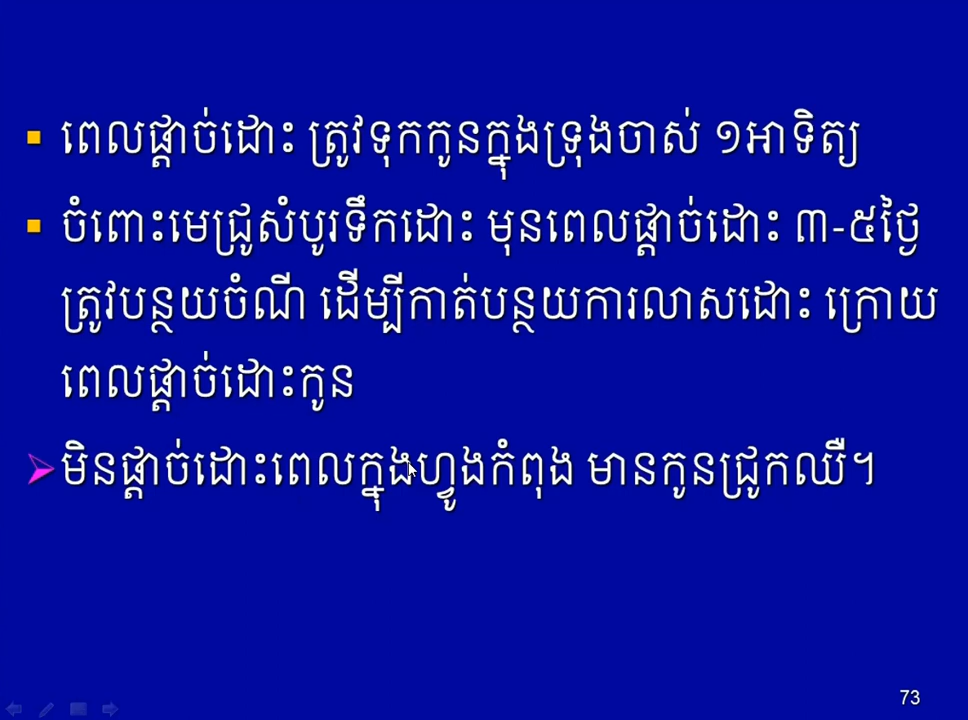 ពេលផ្តាច់ដោះ ត្រូវទុកកូនក្នុងទ្រុងចាស់ ១អាទិត្យ
ចំពោះមេជ្រូសំបូរទឹកដោះ មុនពេលផ្តាច់ដោះ ៣-៥ថ្ងៃ
ត្រូវបន្ថយចំណី ដើម្បីកាត់បន្ថយការលាសដោះ ក្រោយ
ពេលផ្តាច់ដោះកូន
មិនផ្តាច់ដោះពេលក្នុងហ្វូងកំពុង មានកូនជ្រូកឈឺ។
73